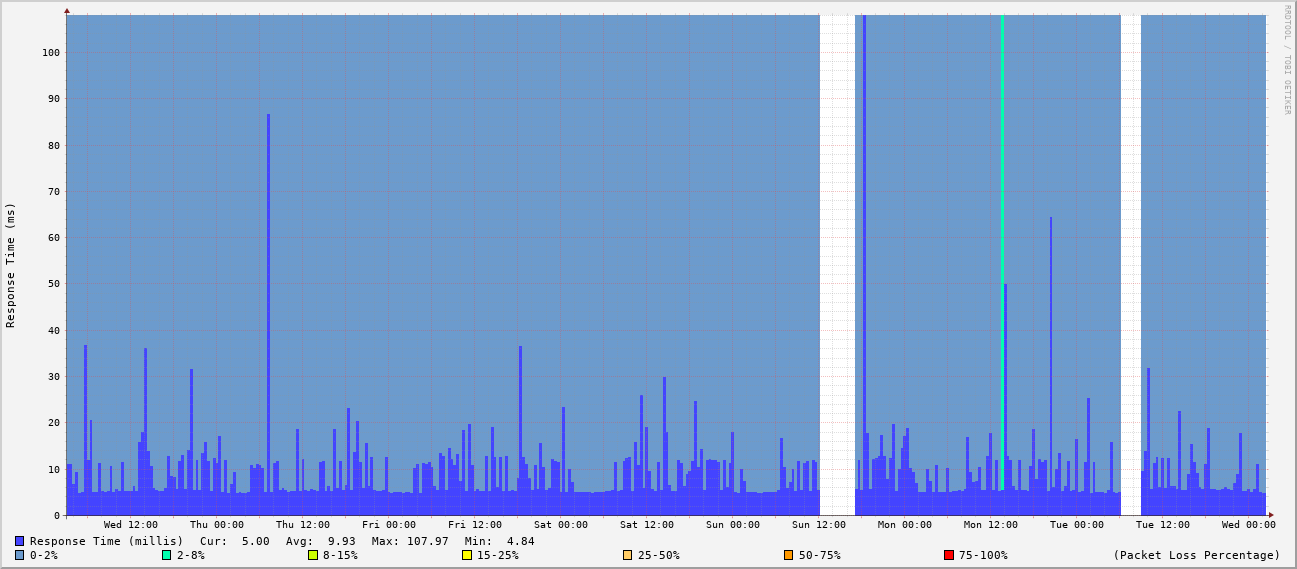 RRDTOOL / TOBI OETIKER
Response Time (ms)
100
90
80
70
60
50
40
30
20
10
0
Wed 12:00 Thu 00:00 Thu 12:00 Fri 00:00 Fri 12:00 Sat 00:00 Sat 12:00 Sun 00:00 Sun 12:00 Mon 00:00 Mon 12:00 Tue 00:00 Tue 12:00 Wed 00:00
Response Time (millis) Cur: 5.00 Avg: 9.93 Max: 107.97 Min: 4.84
0-2% 2-8% 8-15% 15-25% 25-50% 50-75% 75-100% (Packet Loss Percentage)